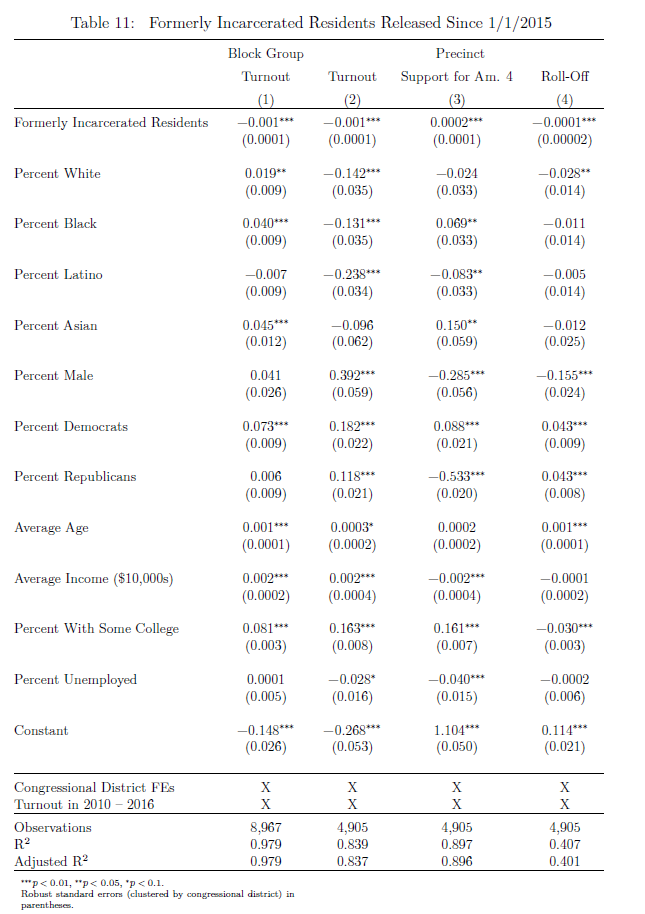 Table 11: Formerly Incarcerated Residents Released Since 1/1/2015
Block Group Precinct
Turnout Turnout Support for Am. 4 Roll-Off
(1) (2) (3) (4)
Formerly Incarcerated Residents −0.001*** −0.001*** 0.0002*** −0.0001***
(0.0001) (0.0001) (0.0001) (0.00002)
Percent White 0.019** −0.142*** −0.024 −0.028**
(0.009) (0.035) (0.033) (0.014)
Percent Black 0.040*** −0.131*** 0.069** −0.011
(0.009) (0.035) (0.033) (0.014)
Percent Latino −0.007 −0.238*** −0.083** −0.005
(0.009) (0.034) (0.033) (0.014)
Percent Asian 0.045*** −0.096 0.150** −0.012
(0.012) (0.062) (0.059) (0.025)
Percent Male 0.041 0.392*** −0.285*** −0.155***
(0.026) (0.059) (0.056) (0.024)
Percent Democrats 0.073*** 0.182*** 0.088*** 0.043***
(0.009) (0.022) (0.021) (0.009)
Percent Republicans 0.006 0.118*** −0.533*** 0.043***
(0.009) (0.021) (0.020) (0.008)
Average Age 0.001*** 0.0003* 0.0002 0.001***
(0.0001) (0.0002) (0.0002) (0.0001)
Average Income ($10,000s) 0.002*** 0.002*** −0.002*** −0.0001
(0.0002) (0.0004) (0.0004) (0.0002)
Percent With Some College 0.081*** 0.163*** 0.161*** −0.030***
(0.003) (0.008) (0.007) (0.003)
Percent Unemployed 0.0001 −0.028* −0.040*** −0.0002
(0.005) (0.016) (0.015) (0.006)
Constant −0.148*** −0.268*** 1.104*** 0.114***
(0.026) (0.053) (0.050) (0.021)
Congressional District FEs X X X X
Turnout in 2010 – 2016 X X X X
Observations 8,967 4,905 4,905 4,905
R² 0.979 0.839 0.897 0.407
Adjusted R² 0.979 0.837 0.896 0.401
***p < 0.01, **p < 0.05, *p < 0.1.
Robust standard errors (clustered by congressional district) in
parentheses.